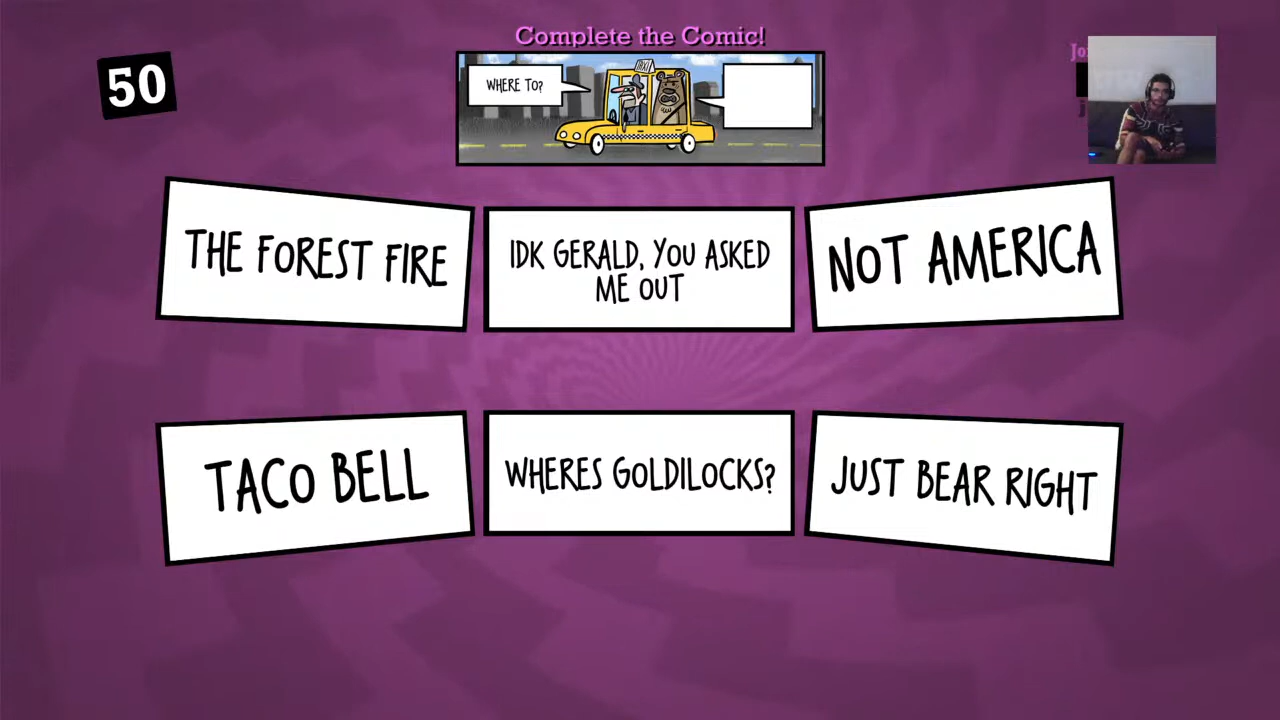 Complete the Comic!
50
WHERE TO?
TAXI
THE FOREST FIRE
IDK GERALD, YOU ASKED
ME OUT
NOT AMERICA
TACO BELL
WHERES GOLDILOCKS?
JUST BEAR RIGHT